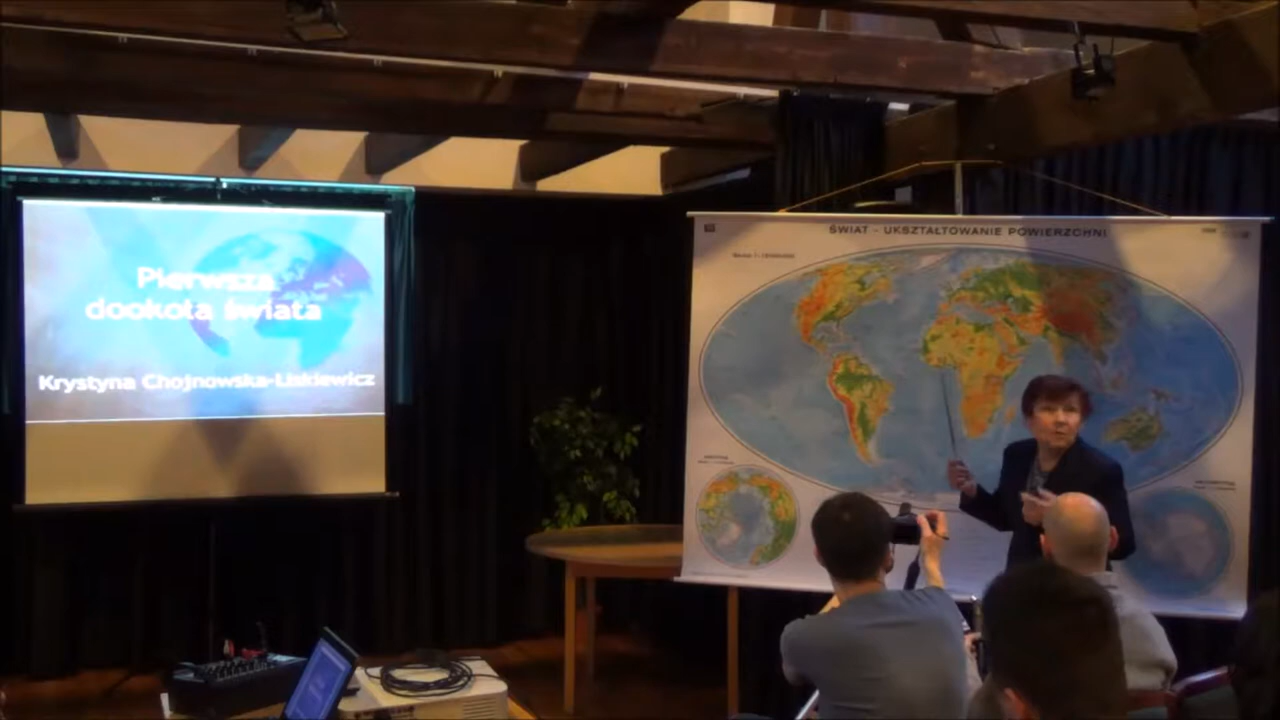 Pierwsza
dookoła świata
Krystyna Chojnowska-Liskiewicz
ŚWIAT - UKSZTAŁTOWANIE POWIERZCHNI